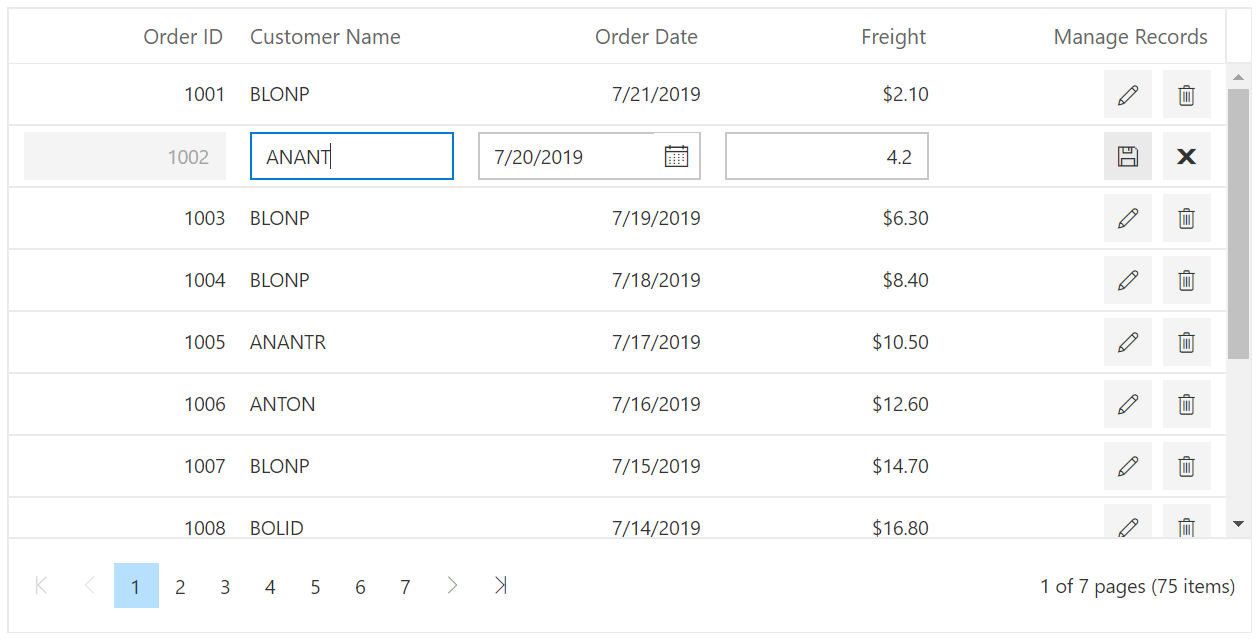 Order ID Customer Name Order Date Freight Manage Records
1001 BLONP 7/21/2019 $2.10
1002 ANANT 7/20/2019 4.2
1003 BLONP 7/19/2019 $6.30
1004 BLONP 7/18/2019 $8.40
1005 ANANTR 7/17/2019 $10.50
1006 ANTON 7/16/2019 $12.60
1007 BLONP 7/15/2019 $14.70
1008 BOLID 7/14/2019 $16.80
1 2 3 4 5 6 7 1 of 7 pages (75 items)